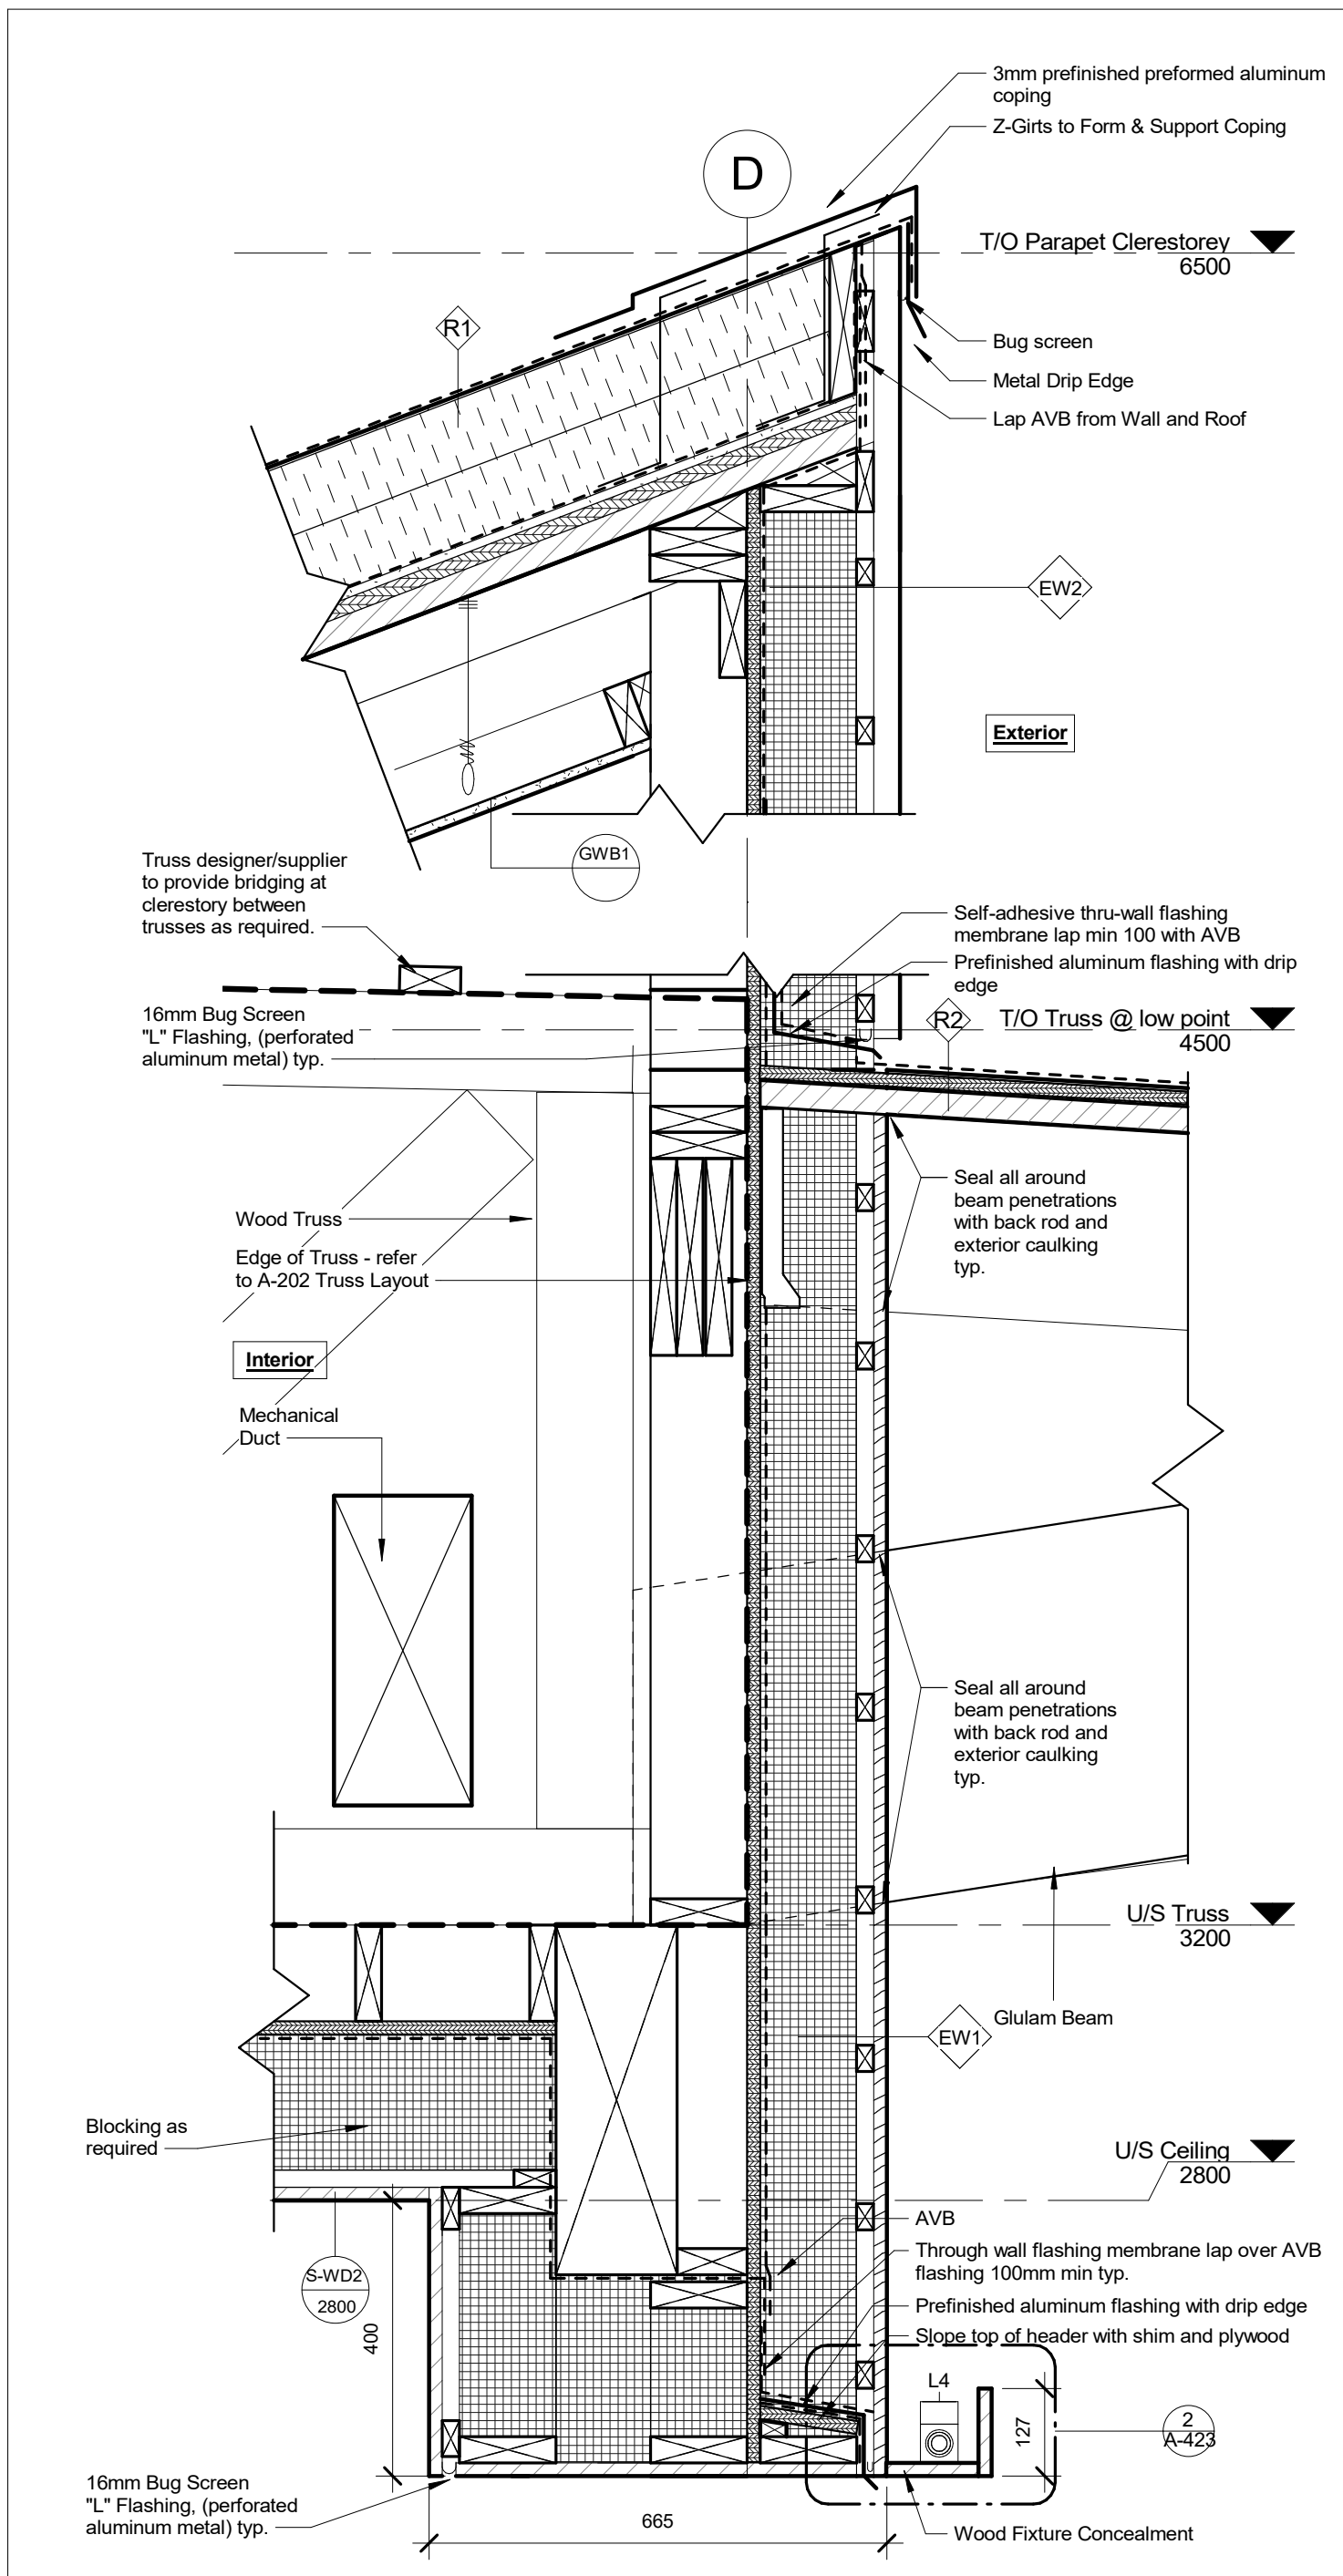 3mm prefinished preformed aluminum
coping
Z-Girts to Form & Support Coping
D
T/O Parapet Clerestorey
6500
R1
Bug screen
Metal Drip Edge
Lap AVB from Wall and Roof
EW2
Exterior
GWB1
Truss designer/supplier
to provide bridging at
clerestory between
trusses as required.
Self-adhesive thru-wall flashing
membrane lap min 100 with AVB
Prefinished aluminum flashing with drip
edge
16mm Bug Screen
"L" Flashing, (perforated
aluminum metal) typ.
R2
T/O Truss @ low point
4500
Seal all around
beam penetrations
with back rod and
exterior caulking
typ.
Wood Truss
Edge of Truss - refer
to A-202 Truss Layout
Interior
Mechanical
Duct
Seal all around
beam penetrations
with back rod and
exterior caulking
typ.
U/S Truss
3200
Glulam Beam
EW1
Blocking as
required
U/S Ceiling
2800
AVB
Through wall flashing membrane lap over AVB
flashing 100mm min typ.
Prefinished aluminum flashing with drip edge
Slope top of header with shim and plywood
S-WD2
2800
400
L4
127
2
A-423
16mm Bug Screen
"L" Flashing, (perforated
aluminum metal) typ.
665
Wood Fixture Concealment